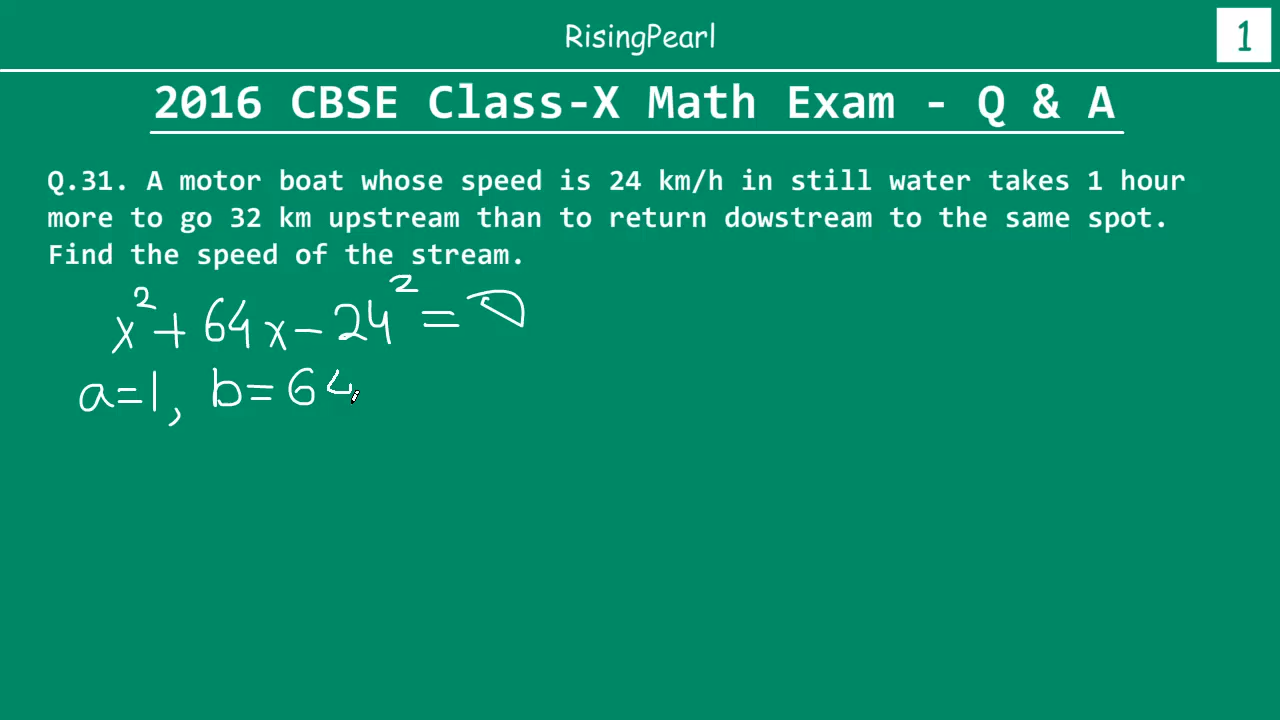 RisingPearl
1
2016 CBSE Class-X Math Exam - Q & A
Q.31. A motor boat whose speed is 24 km/h in still water takes 1 hour
more to go 32 km upstream than to return dowstream to the same spot.
Find the speed of the stream.
x² + 64x - 24² = 0
a=1, b=64